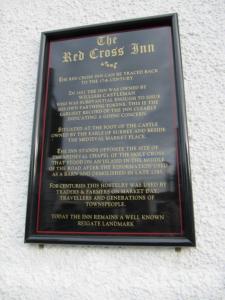 The
Red Cross Inn
THE RED CROSS INN CAN BE TRACED BACK
TO THE 17TH CENTURY.
IN 1662 THE INN WAS OWNED BY
WILLIAM CASTLEMAN
WHO WAS SUBSTANTIAL ENOUGH TO ISSUE
HIS OWN FARTHING TOKENS. THIS IS THE
EARLIEST RECORD OF THE INN CLEARLY
INDICATING A GOING CONCERN.
SITUATED AT THE FOOT OF THE CASTLE
OWNED BY THE EARLS OF SURREY AND BESIDE
THE MEDIEVAL MARKET PLACE.
THE INN STANDS OPPOSITE THE SITE OF
THE MEDIEVAL CHAPEL OF THE HOLY CROSS
THAT STOOD ON AN ISLAND IN THE MIDDLE
OF THE ROAD AFTER THE REFORMATION USED
AS A BARN AND DEMOLISHED IN LATE
FOR CENTURIES THIS HOSTELRY WAS USED BY
TRADERS & FARMERS ON MARKET DAY,
TRAVELLERS AND GENERATIONS OF
TOWNSPEOPLE.
TODAY THE INN REMAINS A WELL KNOWN
REIGATE LANDMARK